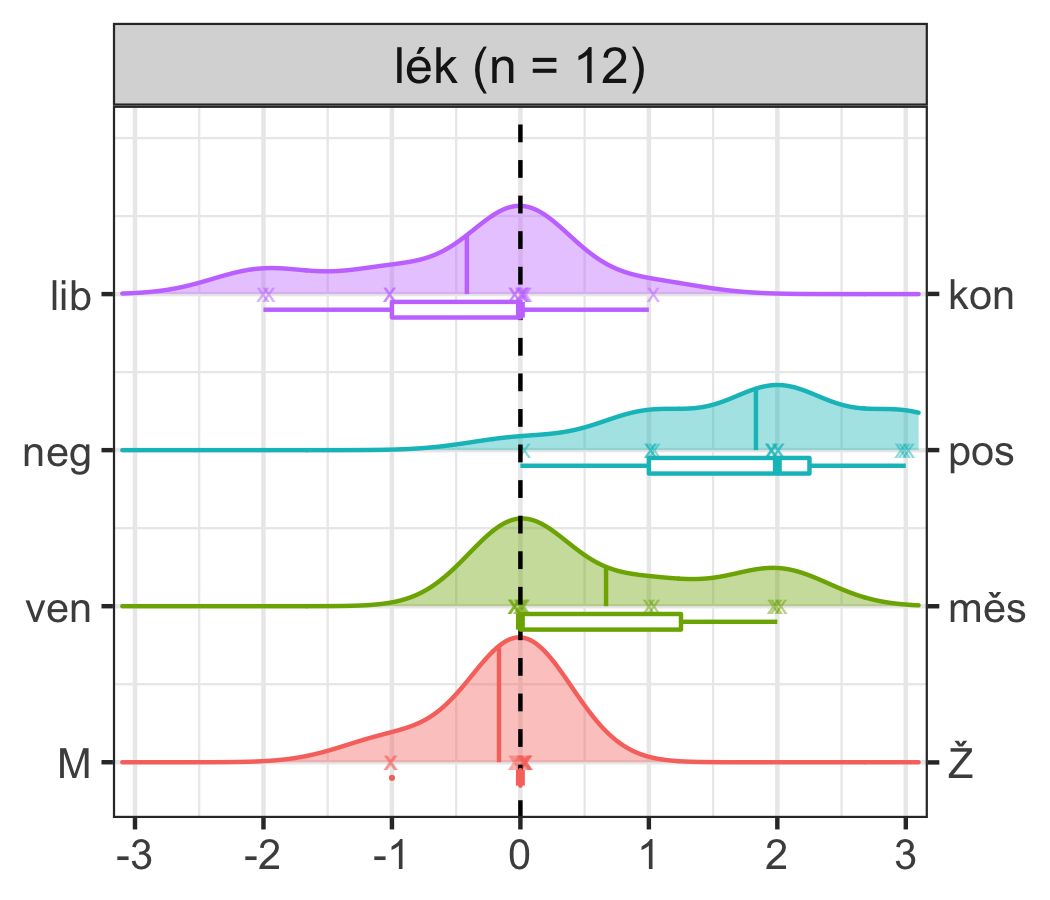 lék (n = 12)
lib kon
neg pos
ven měs
M Ž
-3 -2 -1 0 1 2 3